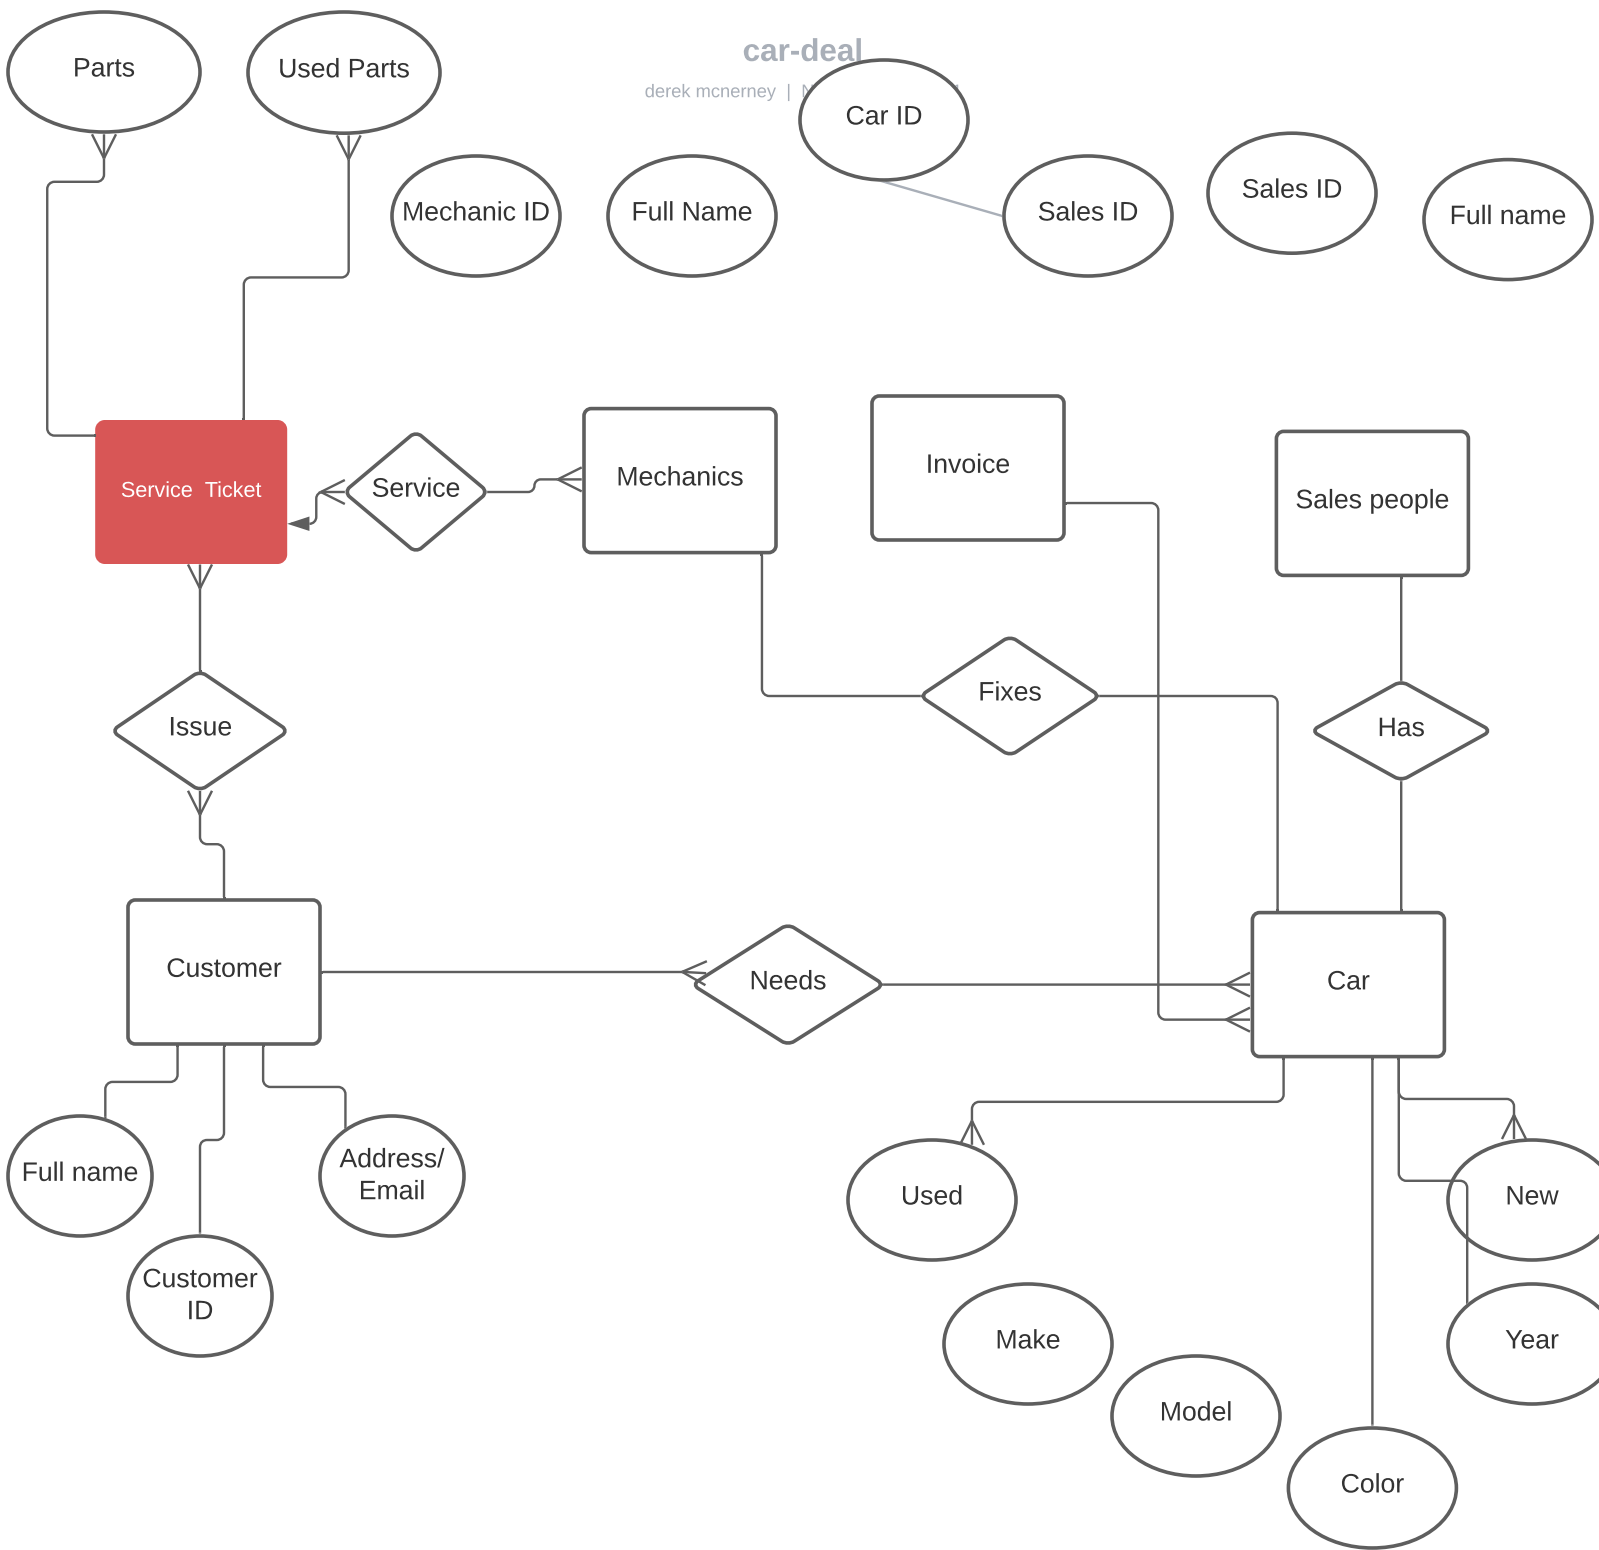 car-deal
derek mcnerney |
Parts
Used Parts
Car ID
Mechanic ID
Full Name
Sales ID
Sales ID
Full name
Service Ticket
Service
Mechanics
Invoice
Sales people
Issue
Fixes
Has
Customer
Needs
Car
Full name
Address/
Email
Customer
ID
Used
New
Make
Year
Model
Color